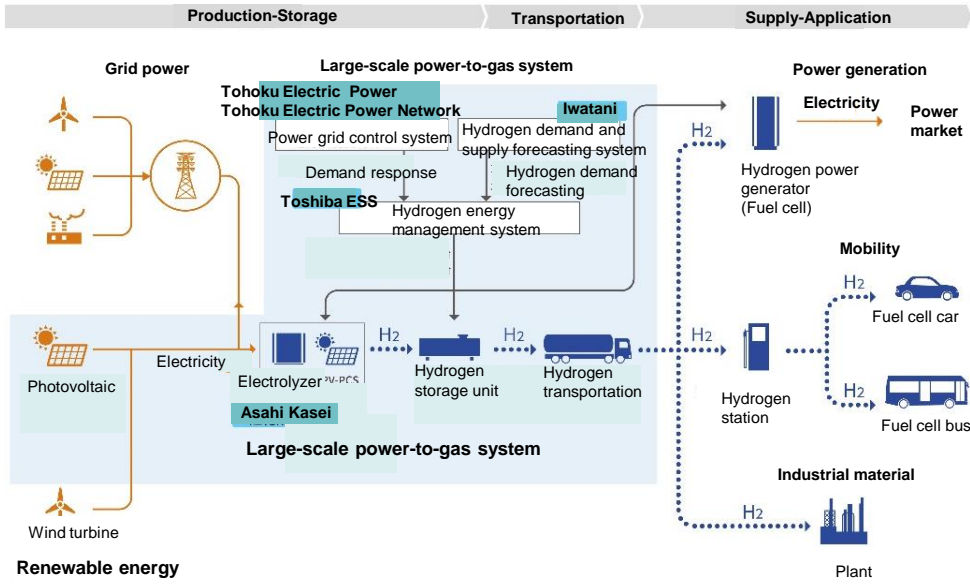 Production-Storage
Transportation
Supply-Application
Grid power
Large-scale power-to-gas system
Tohoku Electric Power
Tohoku Electric Power Network
Power grid control system
Iwatani
Hydrogen demand and
supply forecasting system
Demand response
Hydrogen demand
forecasting
Toshiba ESS
Hydrogen energy
management system
Power generation
Electricity
Power
market
H2
Hydrogen power
generator
(Fuel cell)
Mobility
H2
Fuel cell car
Photovoltaic
Electricity
Electrolyzer
PV-PCS
Asahi Kasei
H2
Hydrogen
storage unit
H2
Hydrogen
transportation
H2
Hydrogen
station
H2
Fuel cell bus
Large-scale power-to-gas system
Industrial material
H2
Plant
Wind turbine
Renewable energy